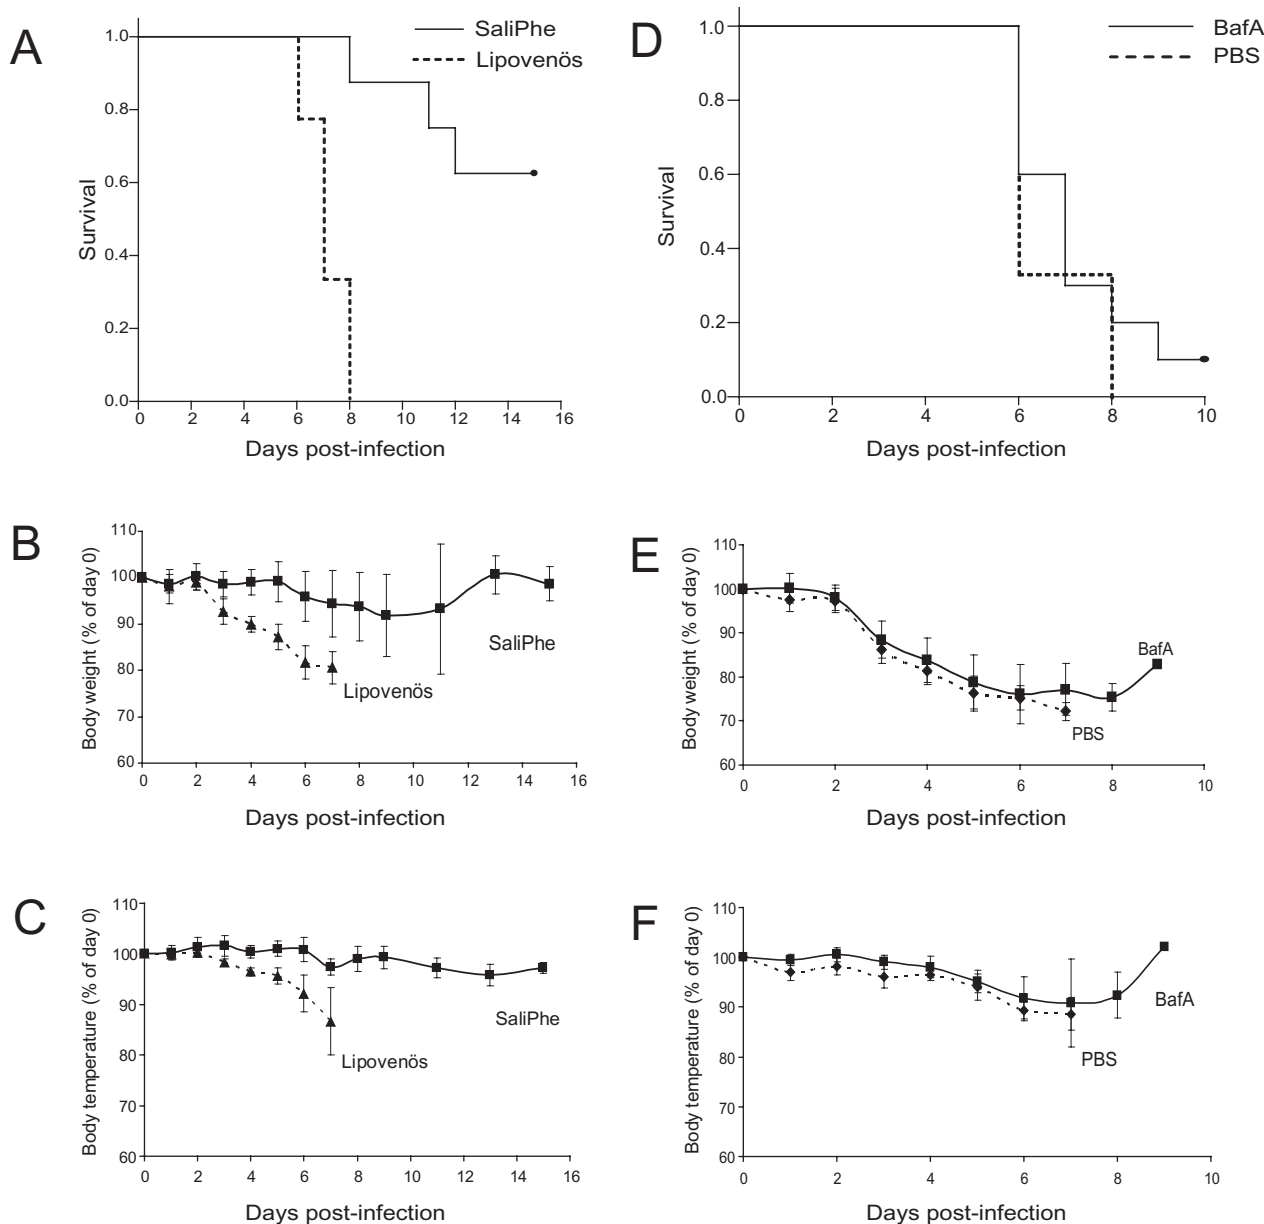 A
SaliPhe
Lipovenös
1.0
0.8
0.6
0.4
0.2
0.0
Survival
0 2 4 6 8 10 12 14 16
Days post-infection
D
BafA
PBS
1.0
0.8
0.6
0.4
0.2
0.0
Survival
0 2 4 6 8 10
Days post-infection
B
110
100
90
80
70
60
Body weight (% of day 0)
SaliPhe
Lipovenös
0 2 4 6 8 10 12 14 16
Days post-infection
E
110
100
90
80
70
60
Body weight (% of day 0)
BafA
PBS
0 2 4 6 8 10
Days post-infection
C
110
100
90
80
70
60
Body temperature (% of day 0)
SaliPhe
Lipovenös
0 2 4 6 8 10 12 14 16
Days post-infection
F
110
100
90
80
70
60
Body temperature (% of day 0)
BafA
PBS
0 2 4 6 8 10
Days post-infection